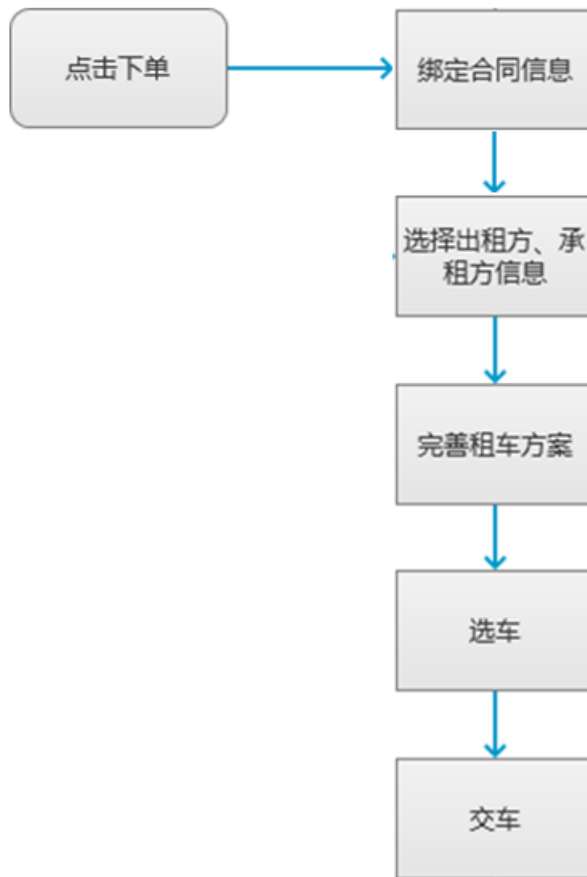 点击下单
绑定合同信息
选择出租方、承
租方信息
完善租车方案
选车
交车